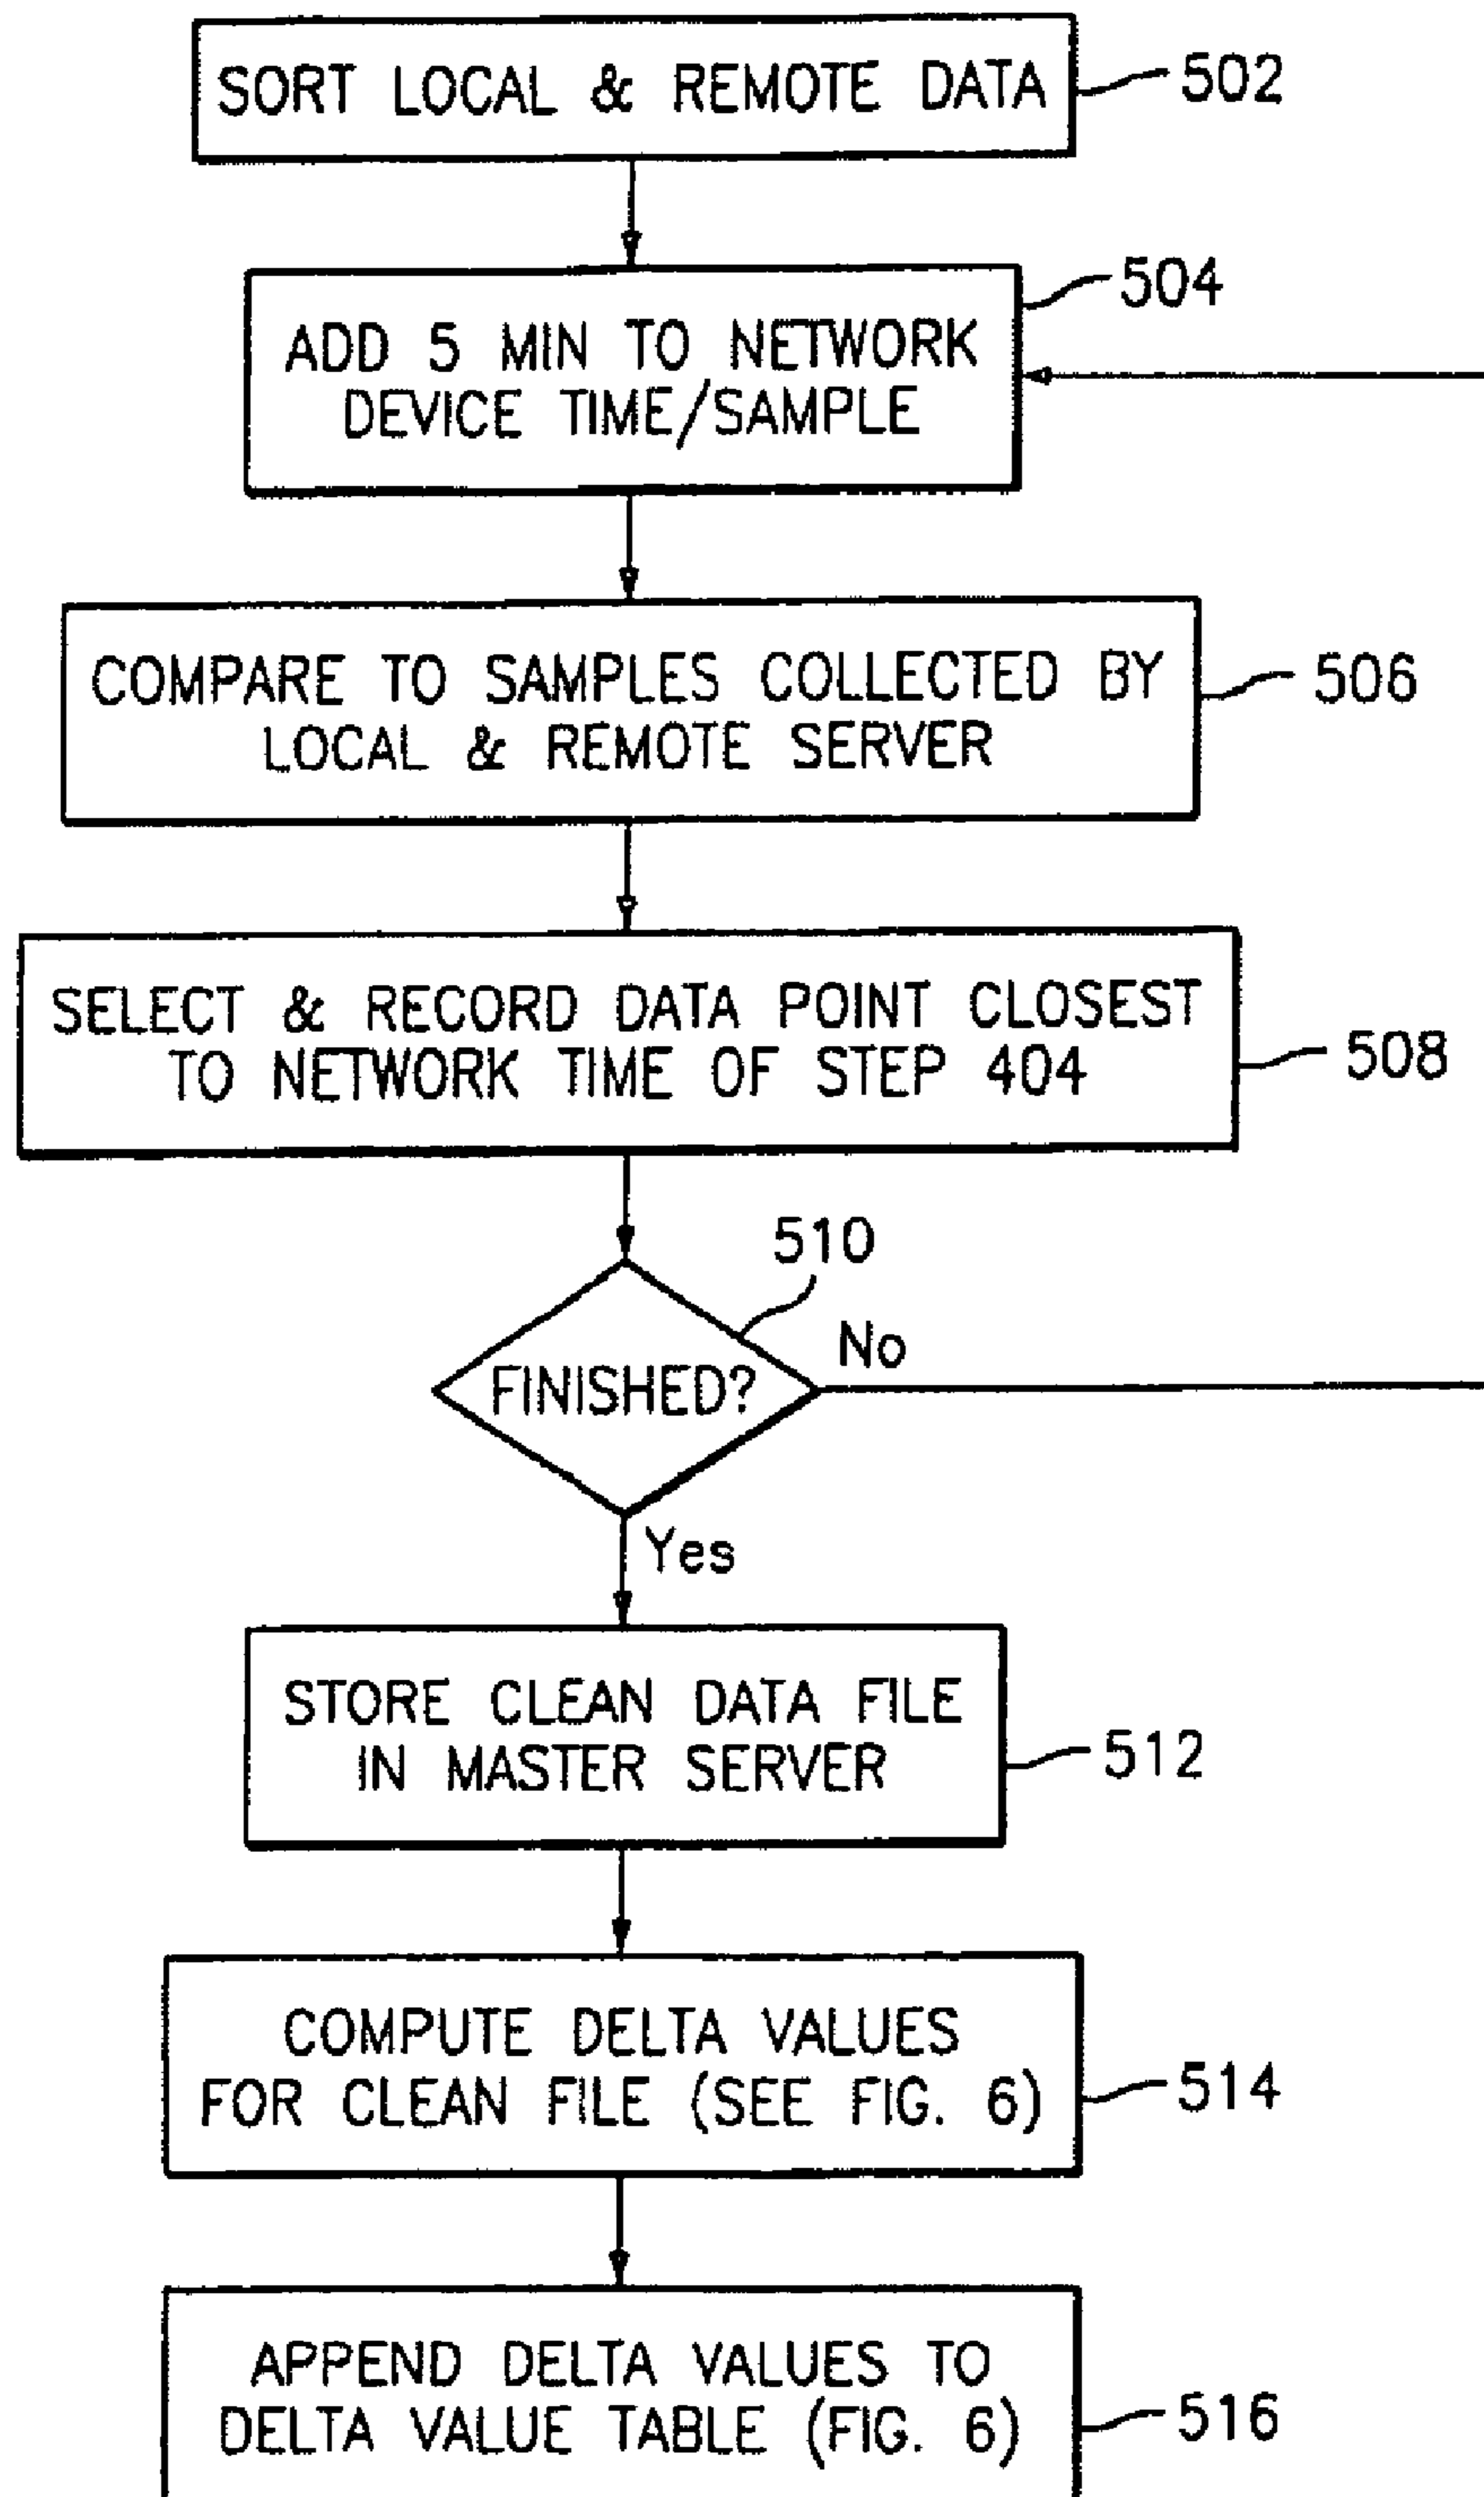 SORT LOCAL & REMOTE DATA
502
504
ADD 5 MIN TO NETWORK
DEVICE TIME/SAMPLE
COMPARE TO SAMPLES COLLECTED BY
LOCAL & REMOTE SERVER
506
SELECT & RECORD DATA POINT CLOSEST
TO NETWORK TIME OF STEP 404
508
510
FINISHED?
No
Yes
STORE CLEAN DATA FILE
IN MASTER SERVER
512
COMPUTE DELTA VALUES
FOR CLEAN FILE (SEE FIG. 6)
514
APPEND DELTA VALUES TO
DELTA VALUE TABLE (FIG. 6)
516